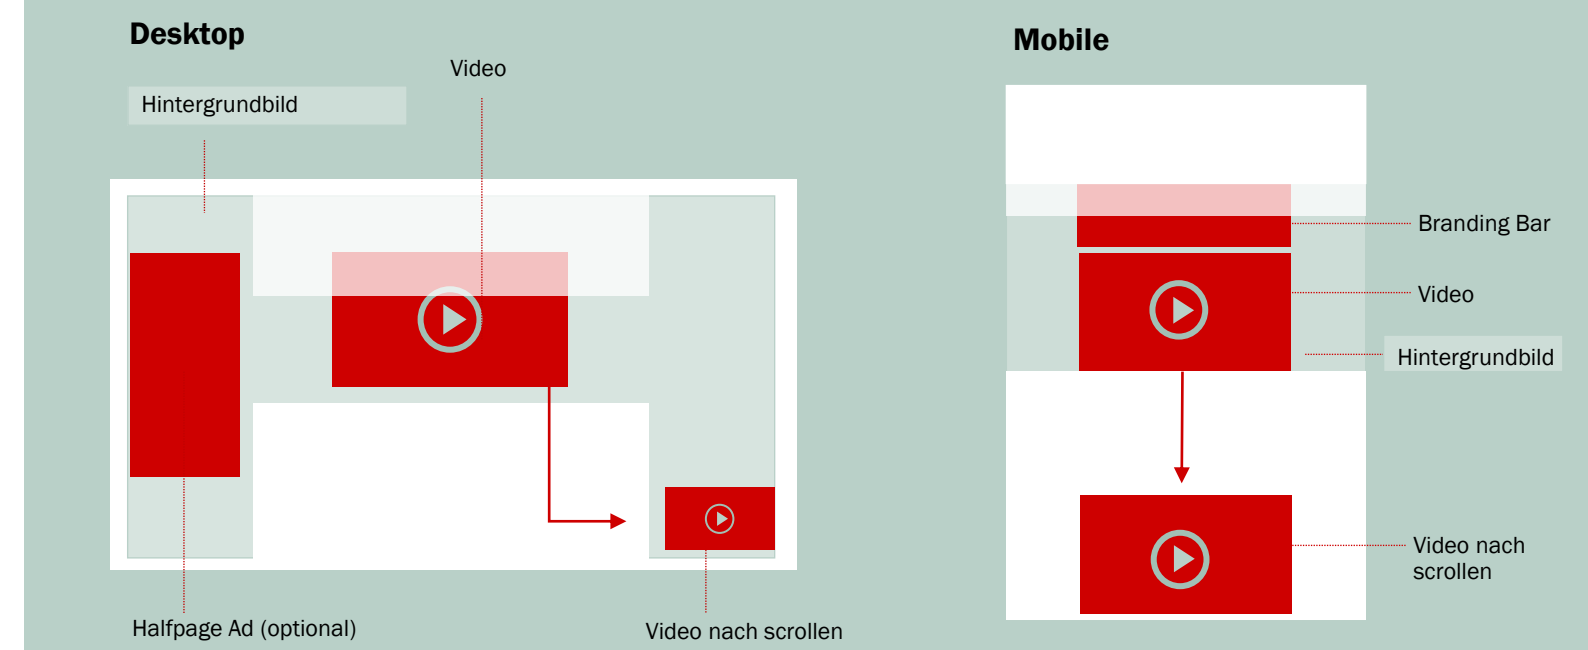 Desktop
Video
Hintergrundbild
Halfpage Ad (optional)
Video nach scrollen
Mobile
Branding Bar
Video
Hintergrundbild
Video nach
scrollen